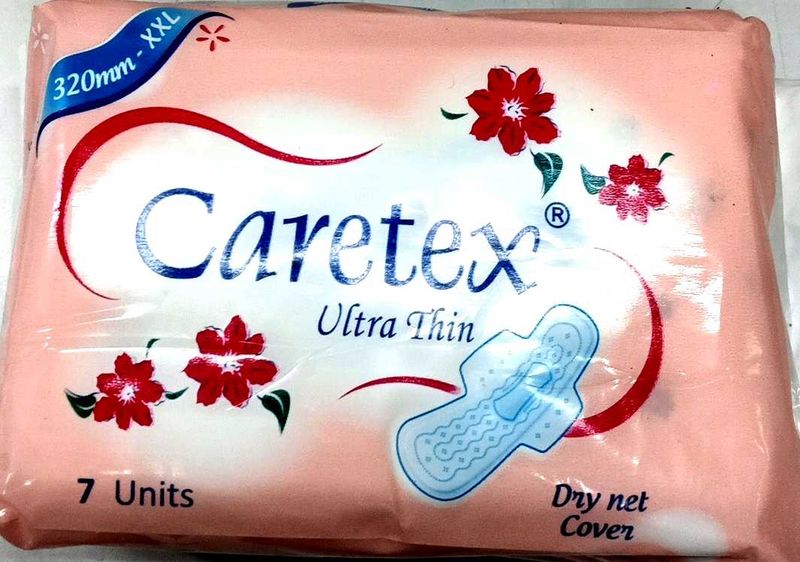 320mm - XXL
Caretex®
Ultra Thin
7 Units
Dry net
Cover